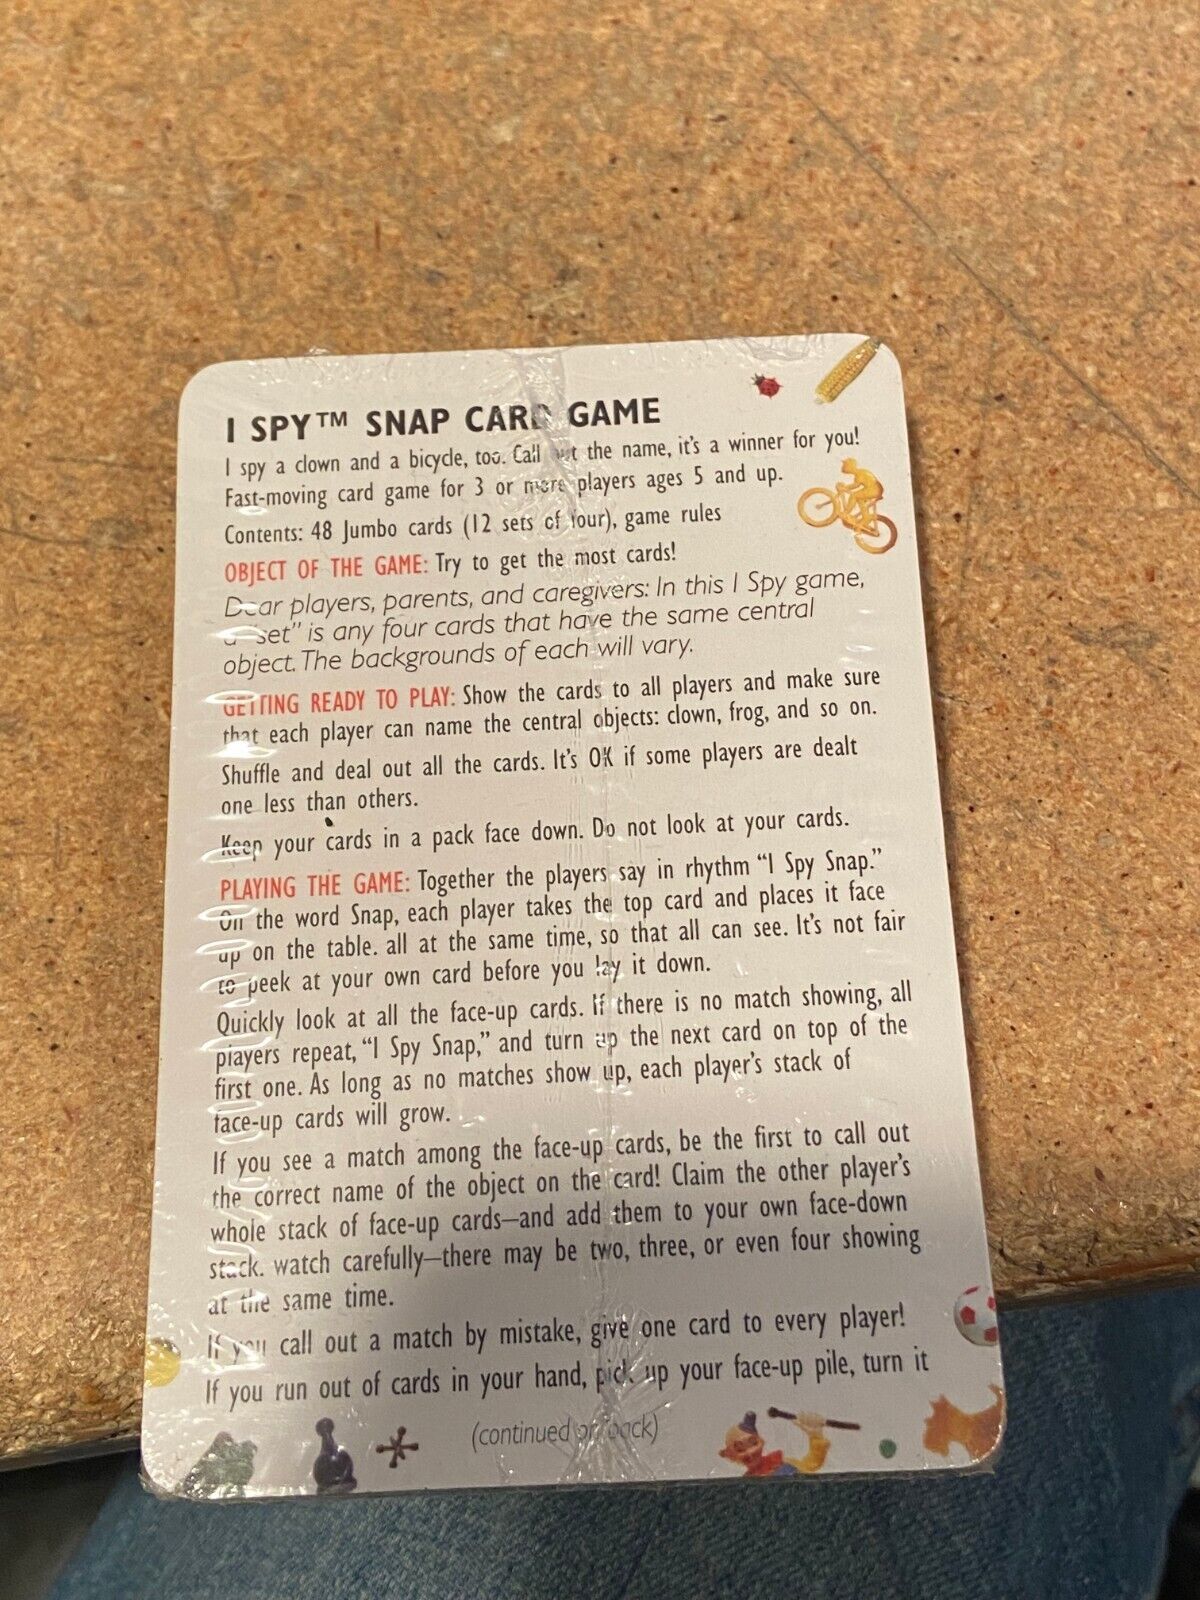 I SPY™ SNAP CARD GAME
I spy a clown and a bicycle, too. Call out the name, it's a winner for you!
Fast-moving card game for 3 or more players ages 5 and up.
Contents: 48 Jumbo cards (12 sets of four), game rules
OBJECT OF THE GAME: Try to get the most cards!
Dear players, parents, and caregivers: In this I Spy game,
a "set" is any four cards that have the same central
object. The backgrounds of each will vary.
GETTING READY TO PLAY: Show the cards to all players and make sure
that each player can name the central objects: clown, frog, and so on.
Shuffle and deal out all the cards. It's OK if some players are dealt
one less than others.
Keep your cards in a pack face down. Do not look at your cards.
PLAYING THE GAME: Together the players say in rhythm "I Spy Snap."
On the word Snap, each player takes the top card and places it face
up on the table. all at the same time, so that all can see. It's not fair
to peek at your own card before you lay it down.
Quickly look at all the face-up cards. If there is no match showing, all
players repeat, "I Spy Snap," and turn up the next card on top of the
first one. As long as no matches show up, each player's stack of
face-up cards will grow.
If you see a match among the face-up cards, be the first to call out
the correct name of the object on the card! Claim the other player's
whole stack of face-up cards—and add them to your own face-down
stack. watch carefully—there may be two, three, or even four showing
at the same time.
If you call out a match by mistake, give one card to every player!
If you run out of cards in your hand, pick up your face-up pile, turn it
(continued on back)